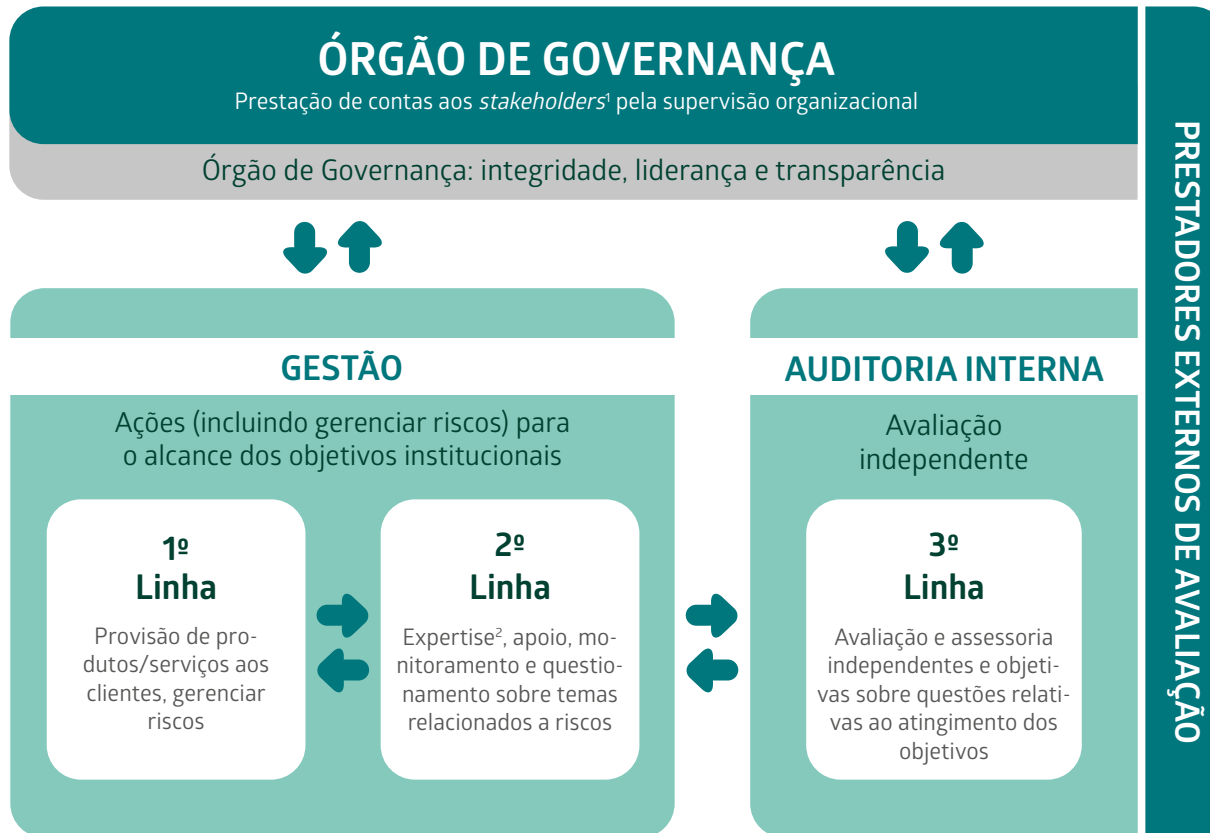 ÓRGÃO DE GOVERNANÇA
Prestação de contas aos stakeholders¹ pela supervisão organizacional
Órgão de Governança: integridade, liderança e transparência
GESTÃO
Ações (incluindo gerenciar riscos) para
o alcance dos objetivos institucionais
1º
Linha
Provisão de pro-
dutos/serviços aos
clientes, gerenciar
riscos
2º
Linha
Expertise², apoio, mo-
nitoramento e questio-
namento sobre temas
relacionados a riscos
AUDITORIA INTERNA
Avaliação
independente
3º
Linha
Avaliação e assessoria
independentes e objeti-
vas sobre questões relati-
vas ao atingimento dos
objetivos
PRESTADORES EXTERNOS DE AVALIAÇÃO